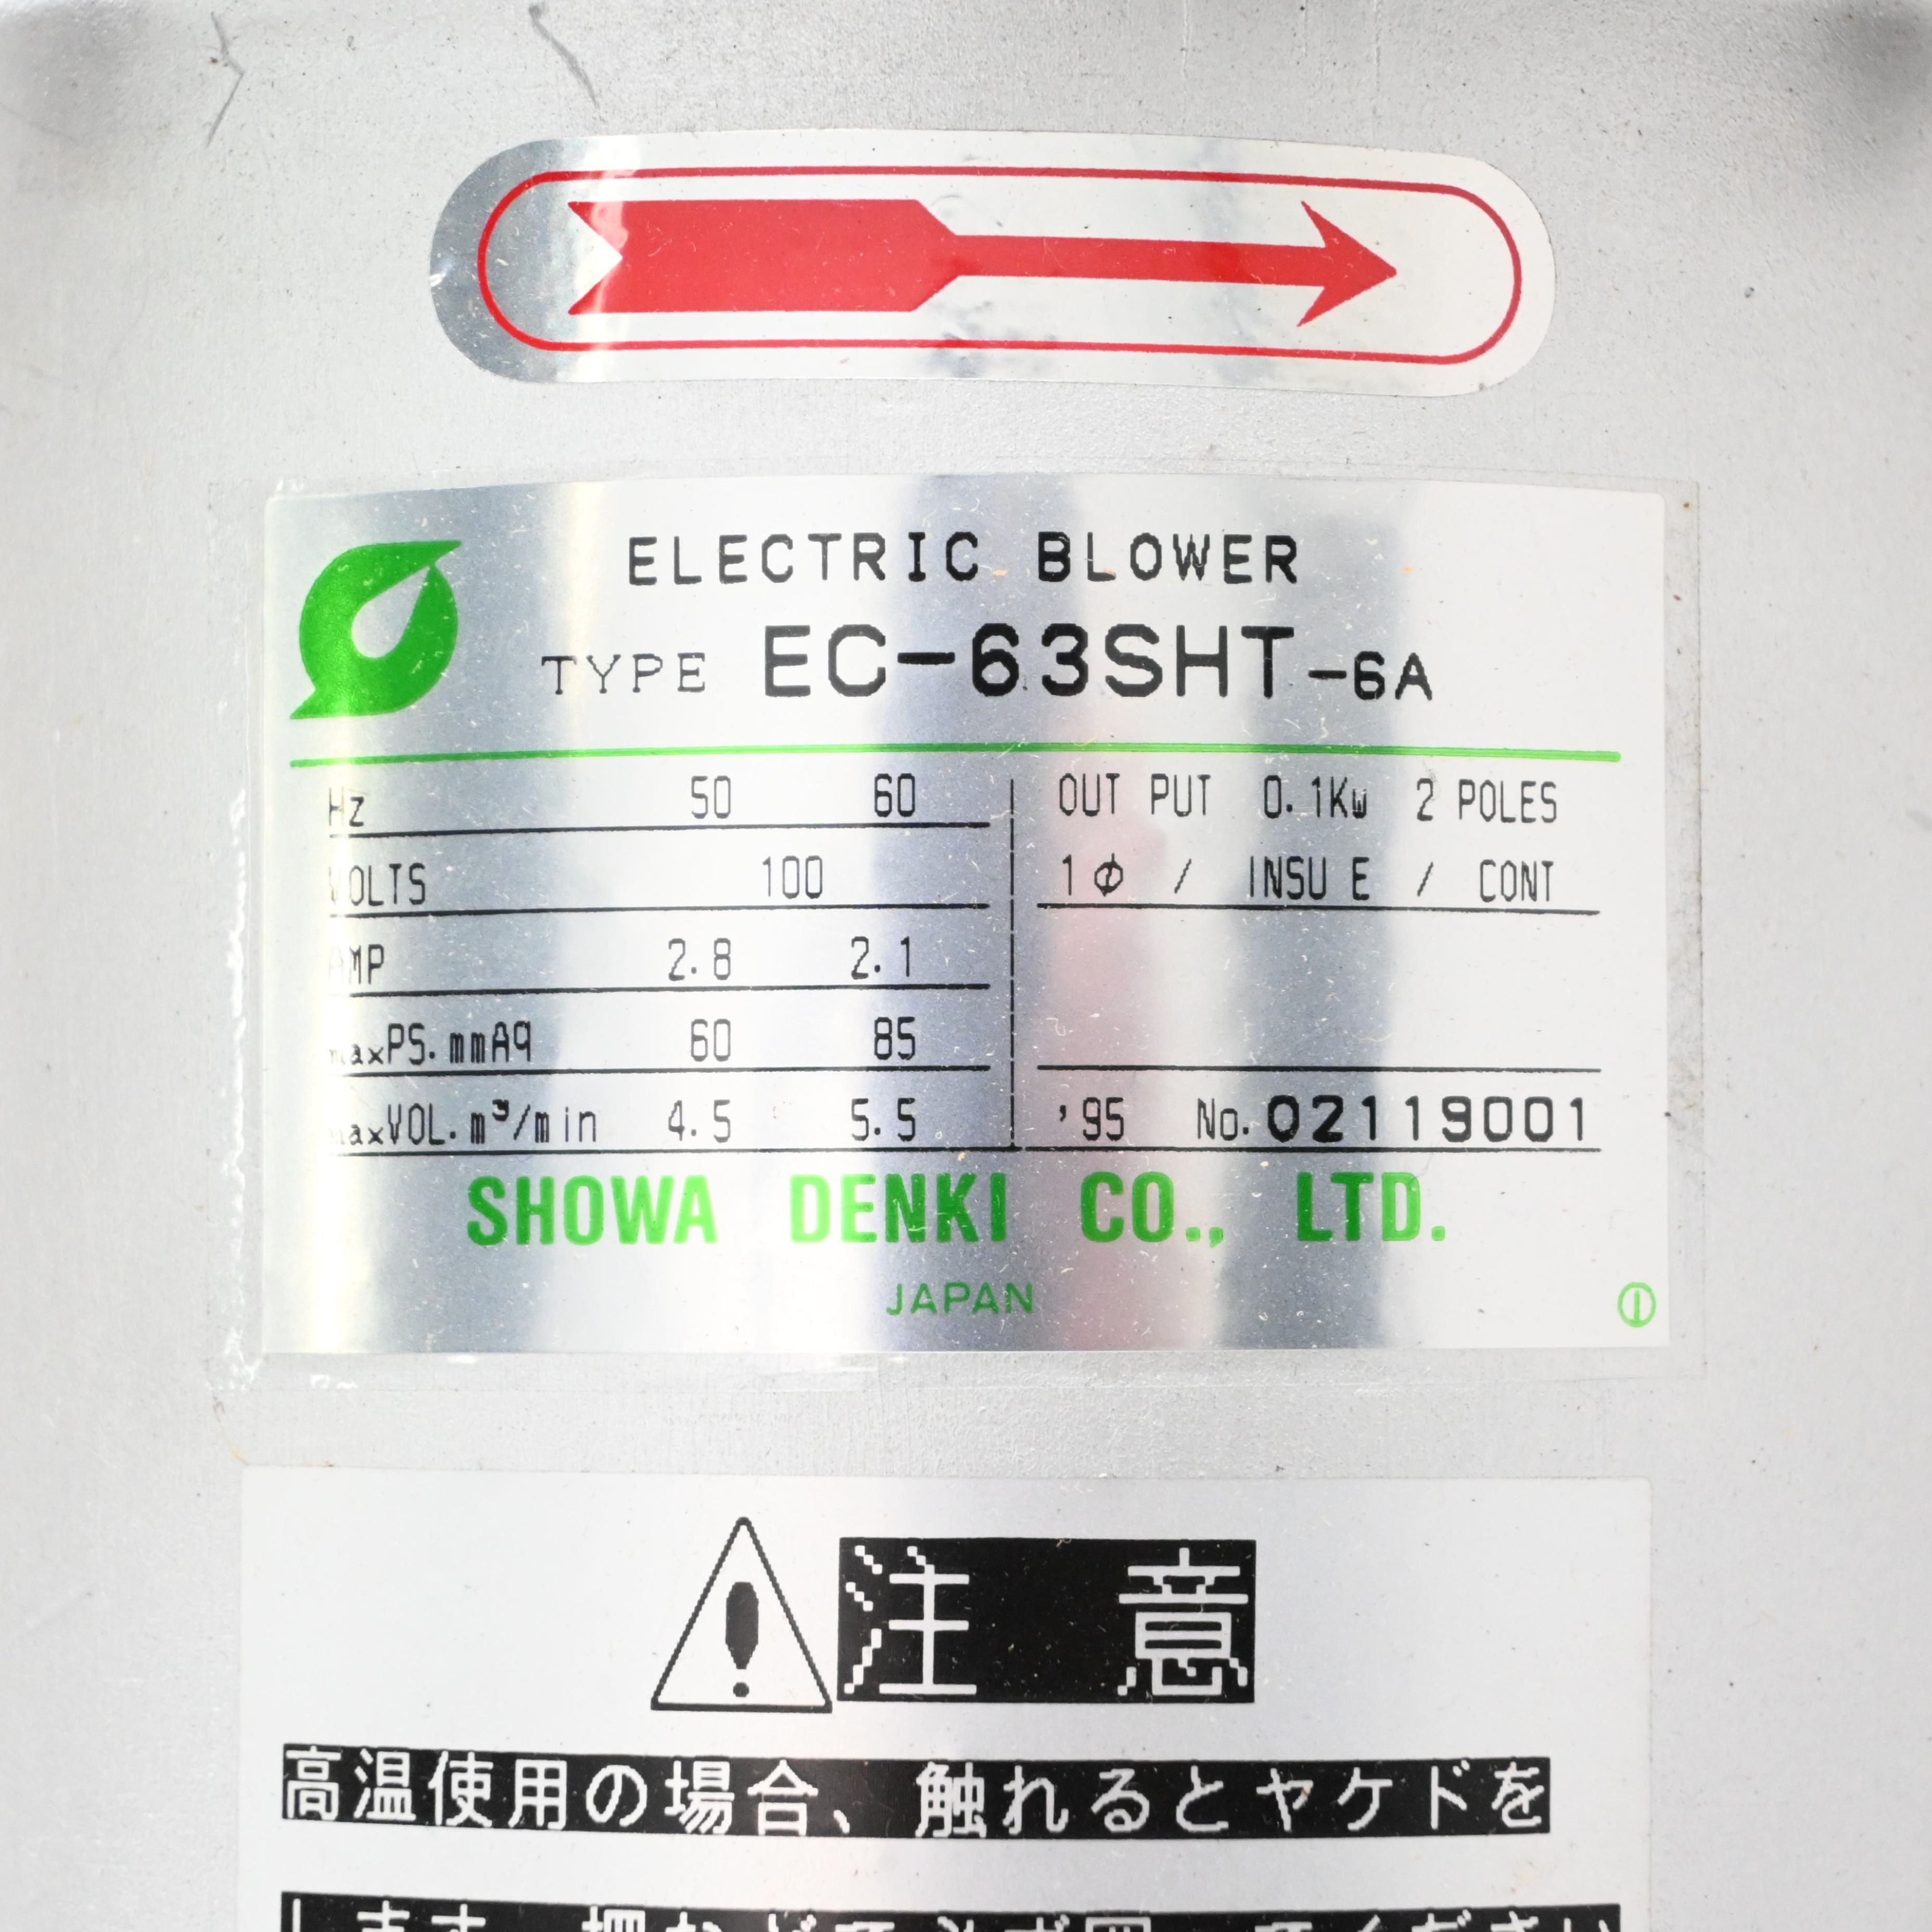 ELECTRIC BLOWER
TYPE EC-63SHT-6A
Hz 50 60
VOLTS 100
AMP 2.8 2.1
maxPS.mmAq 60 85
maxVOL.m³/min 4.5 5.5
OUT PUT 0.1Kw 2 POLES
1φ / INSU E / CONT
'95 No. 02119001
SHOWA DENKI CO., LTD.
JAPAN
注 意
高温使用の場合、触れるとヤケドを